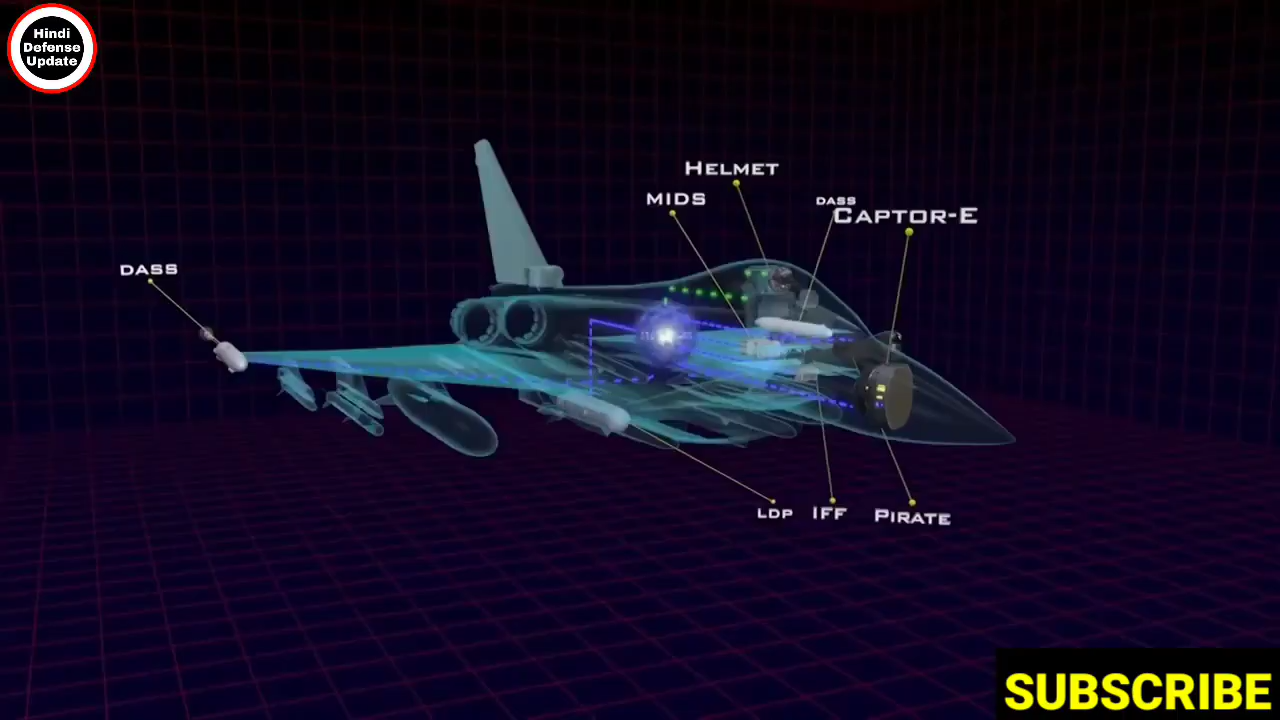 Hindi
Defense
Update
HELMET
MIDS
DASS
CAPTOR-E
DASS
LDP
IFF
PIRATE
SUBSCRIBE